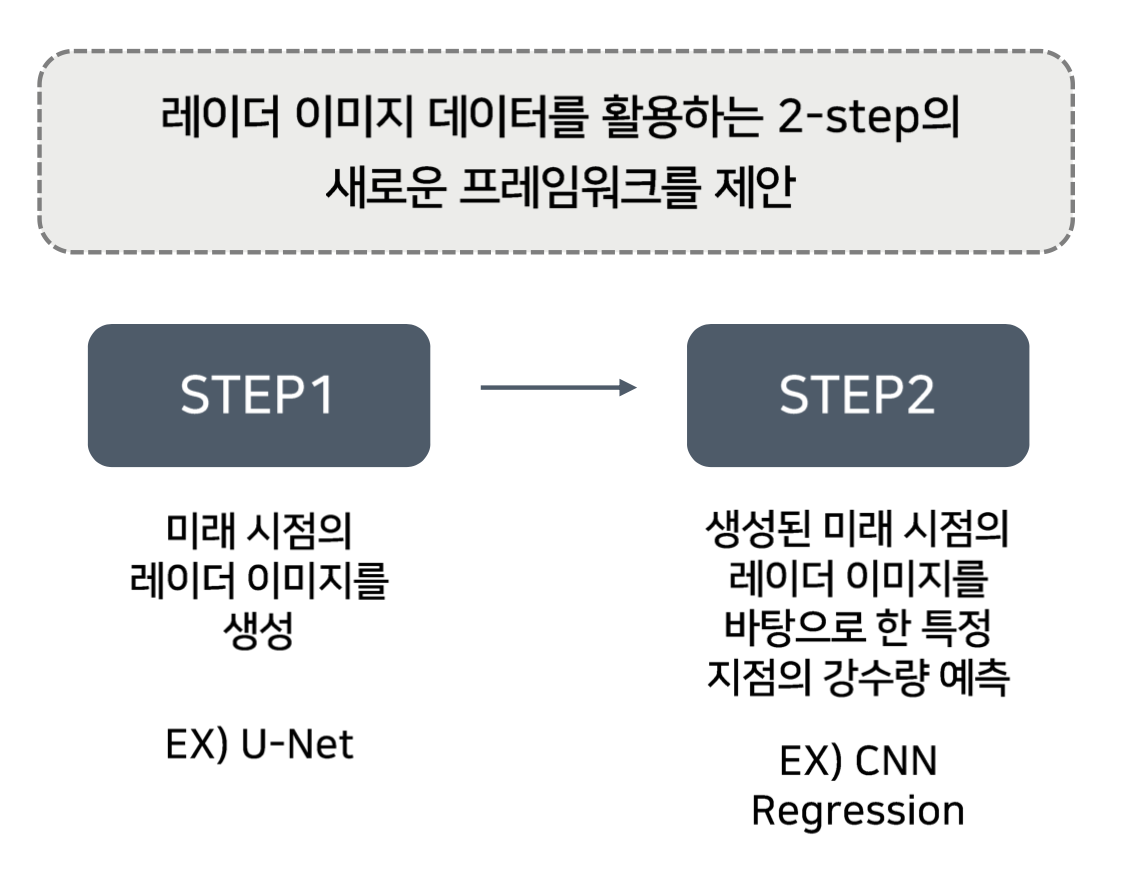 레이더 이미지 데이터를 활용하는 2-step의
새로운 프레임워크를 제안
STEP1
미래 시점의
레이더 이미지를
생성
EX) U-Net
STEP2
생성된 미래 시점의
레이더 이미지를
바탕으로 한 특정
지점의 강수량 예측
EX) CNN
Regression